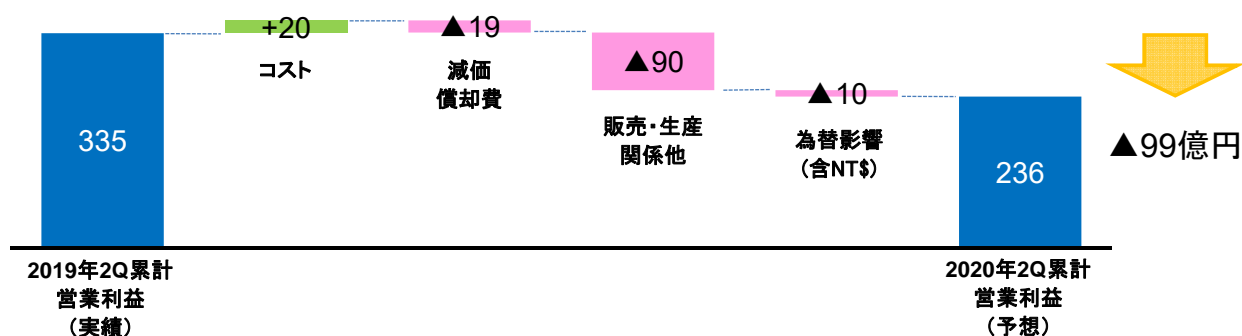 +20
▲19
▲90
▲10
コスト
減価
償却費
販売・生産
関係他
為替影響
(含NT$)
335
236
▲99億円
2019年2Q累計
営業利益
(実績)
2020年2Q累計
営業利益
(予想)